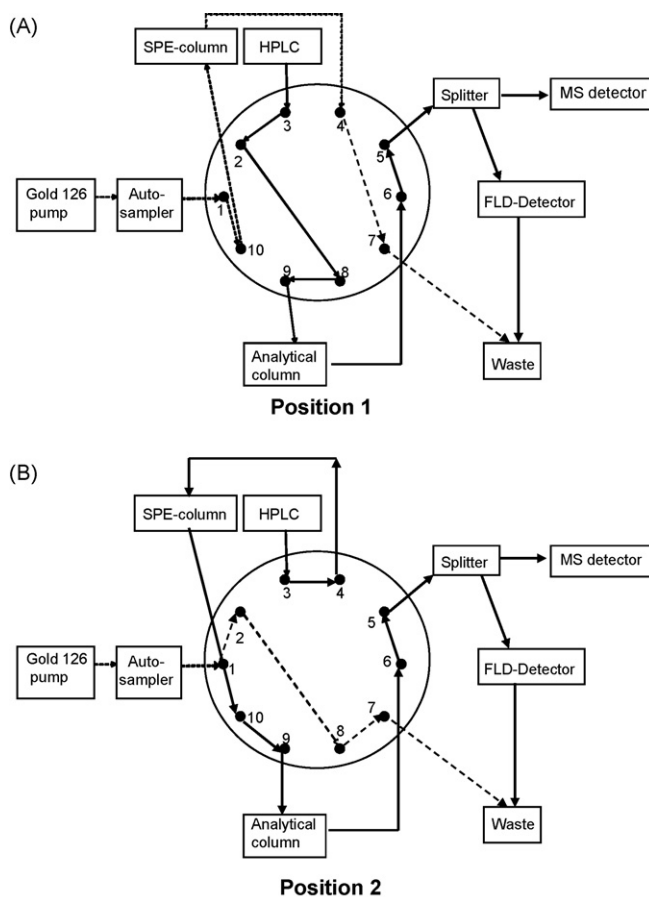 (A)
SPE-column
HPLC
3
4
2
5
Splitter
MS detector
Gold 126
pump
Auto-
sampler
1
6
FLD-Detector
10
7
9
8
Analytical
column
Waste
Position 1
(B)
SPE-column
HPLC
3
4
2
5
Splitter
MS detector
Gold 126
pump
Auto-
sampler
1
6
FLD-Detector
10
7
9
8
Analytical
column
Waste
Position 2